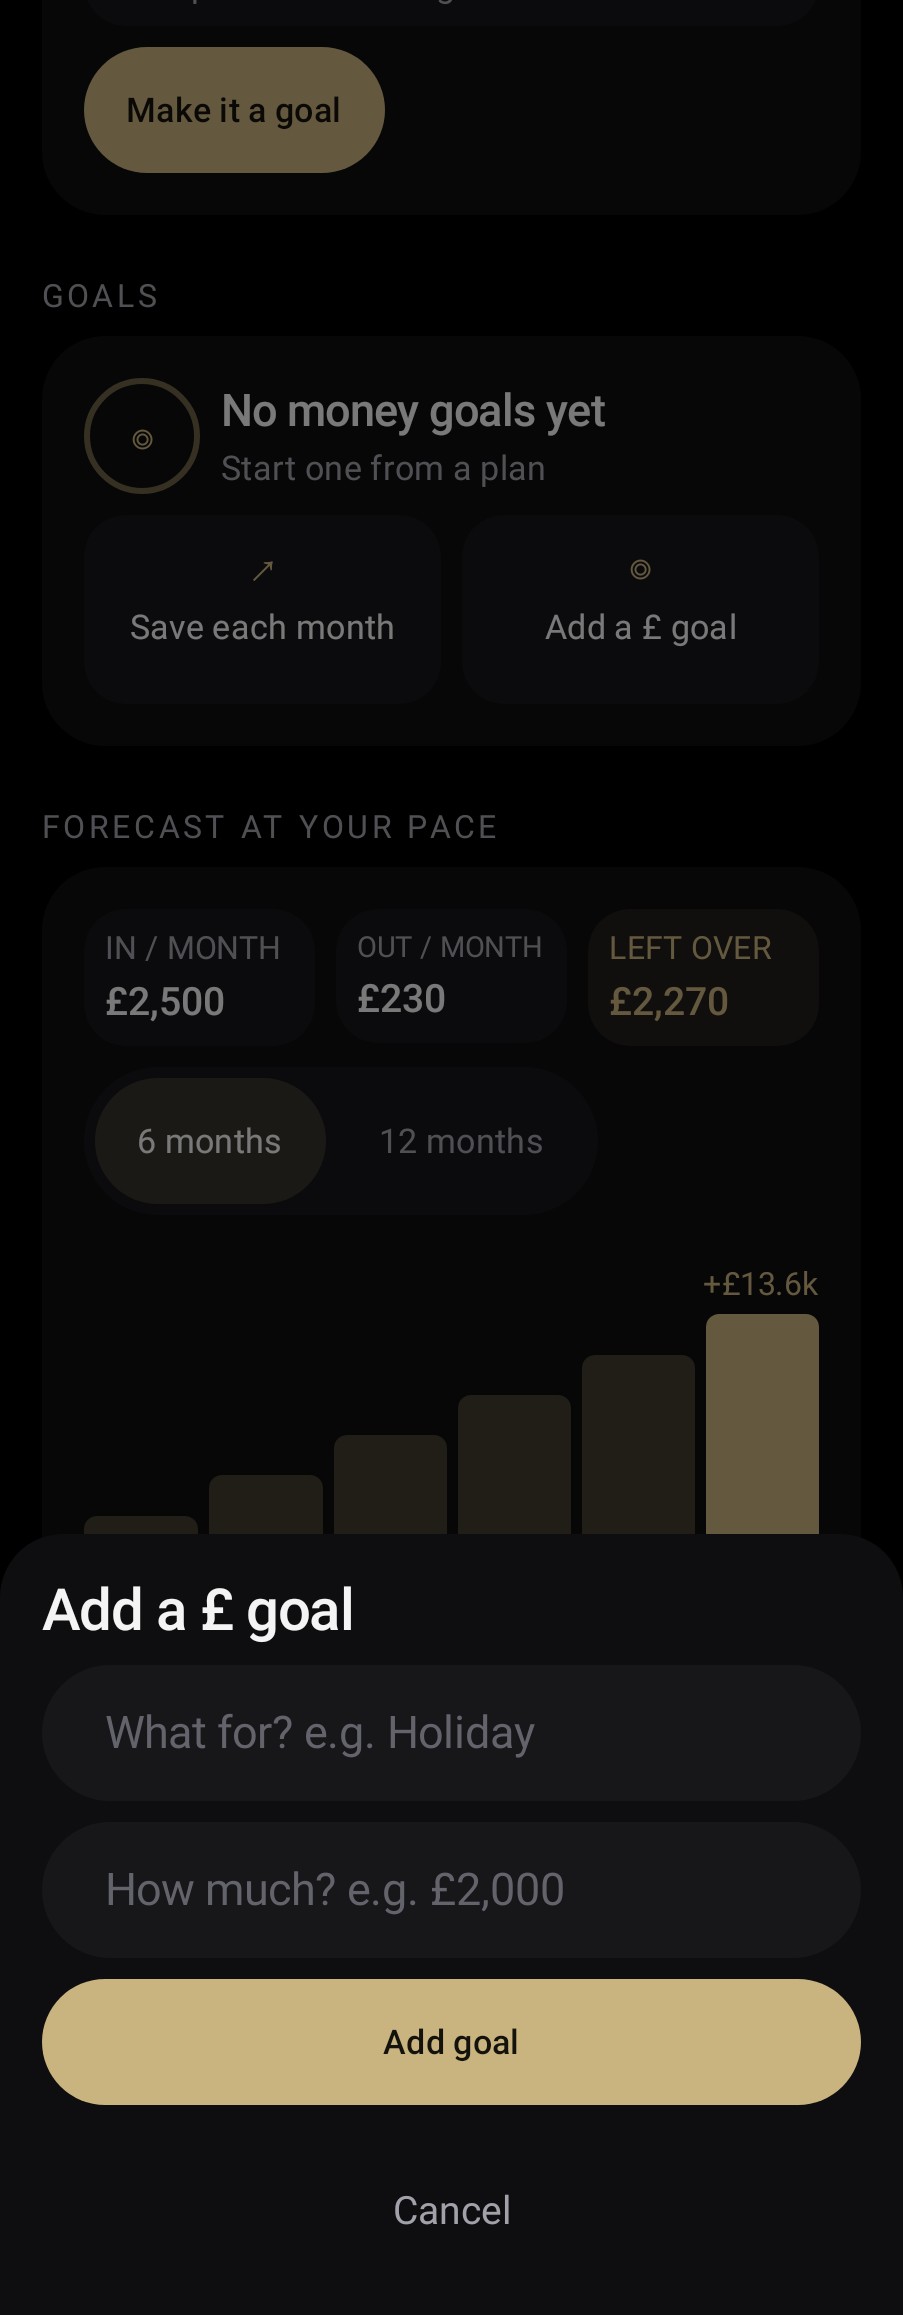 Make it a goal
GOALS
No money goals yet
Start one from a plan
Save each month
Add a £ goal
FORECAST AT YOUR PACE
IN / MONTH
£2,500
OUT / MONTH
£230
LEFT OVER
£2,270
6 months
12 months
+£13.6k
Add a £ goal
What for? e.g. Holiday
How much? e.g. £2,000
Add goal
Cancel